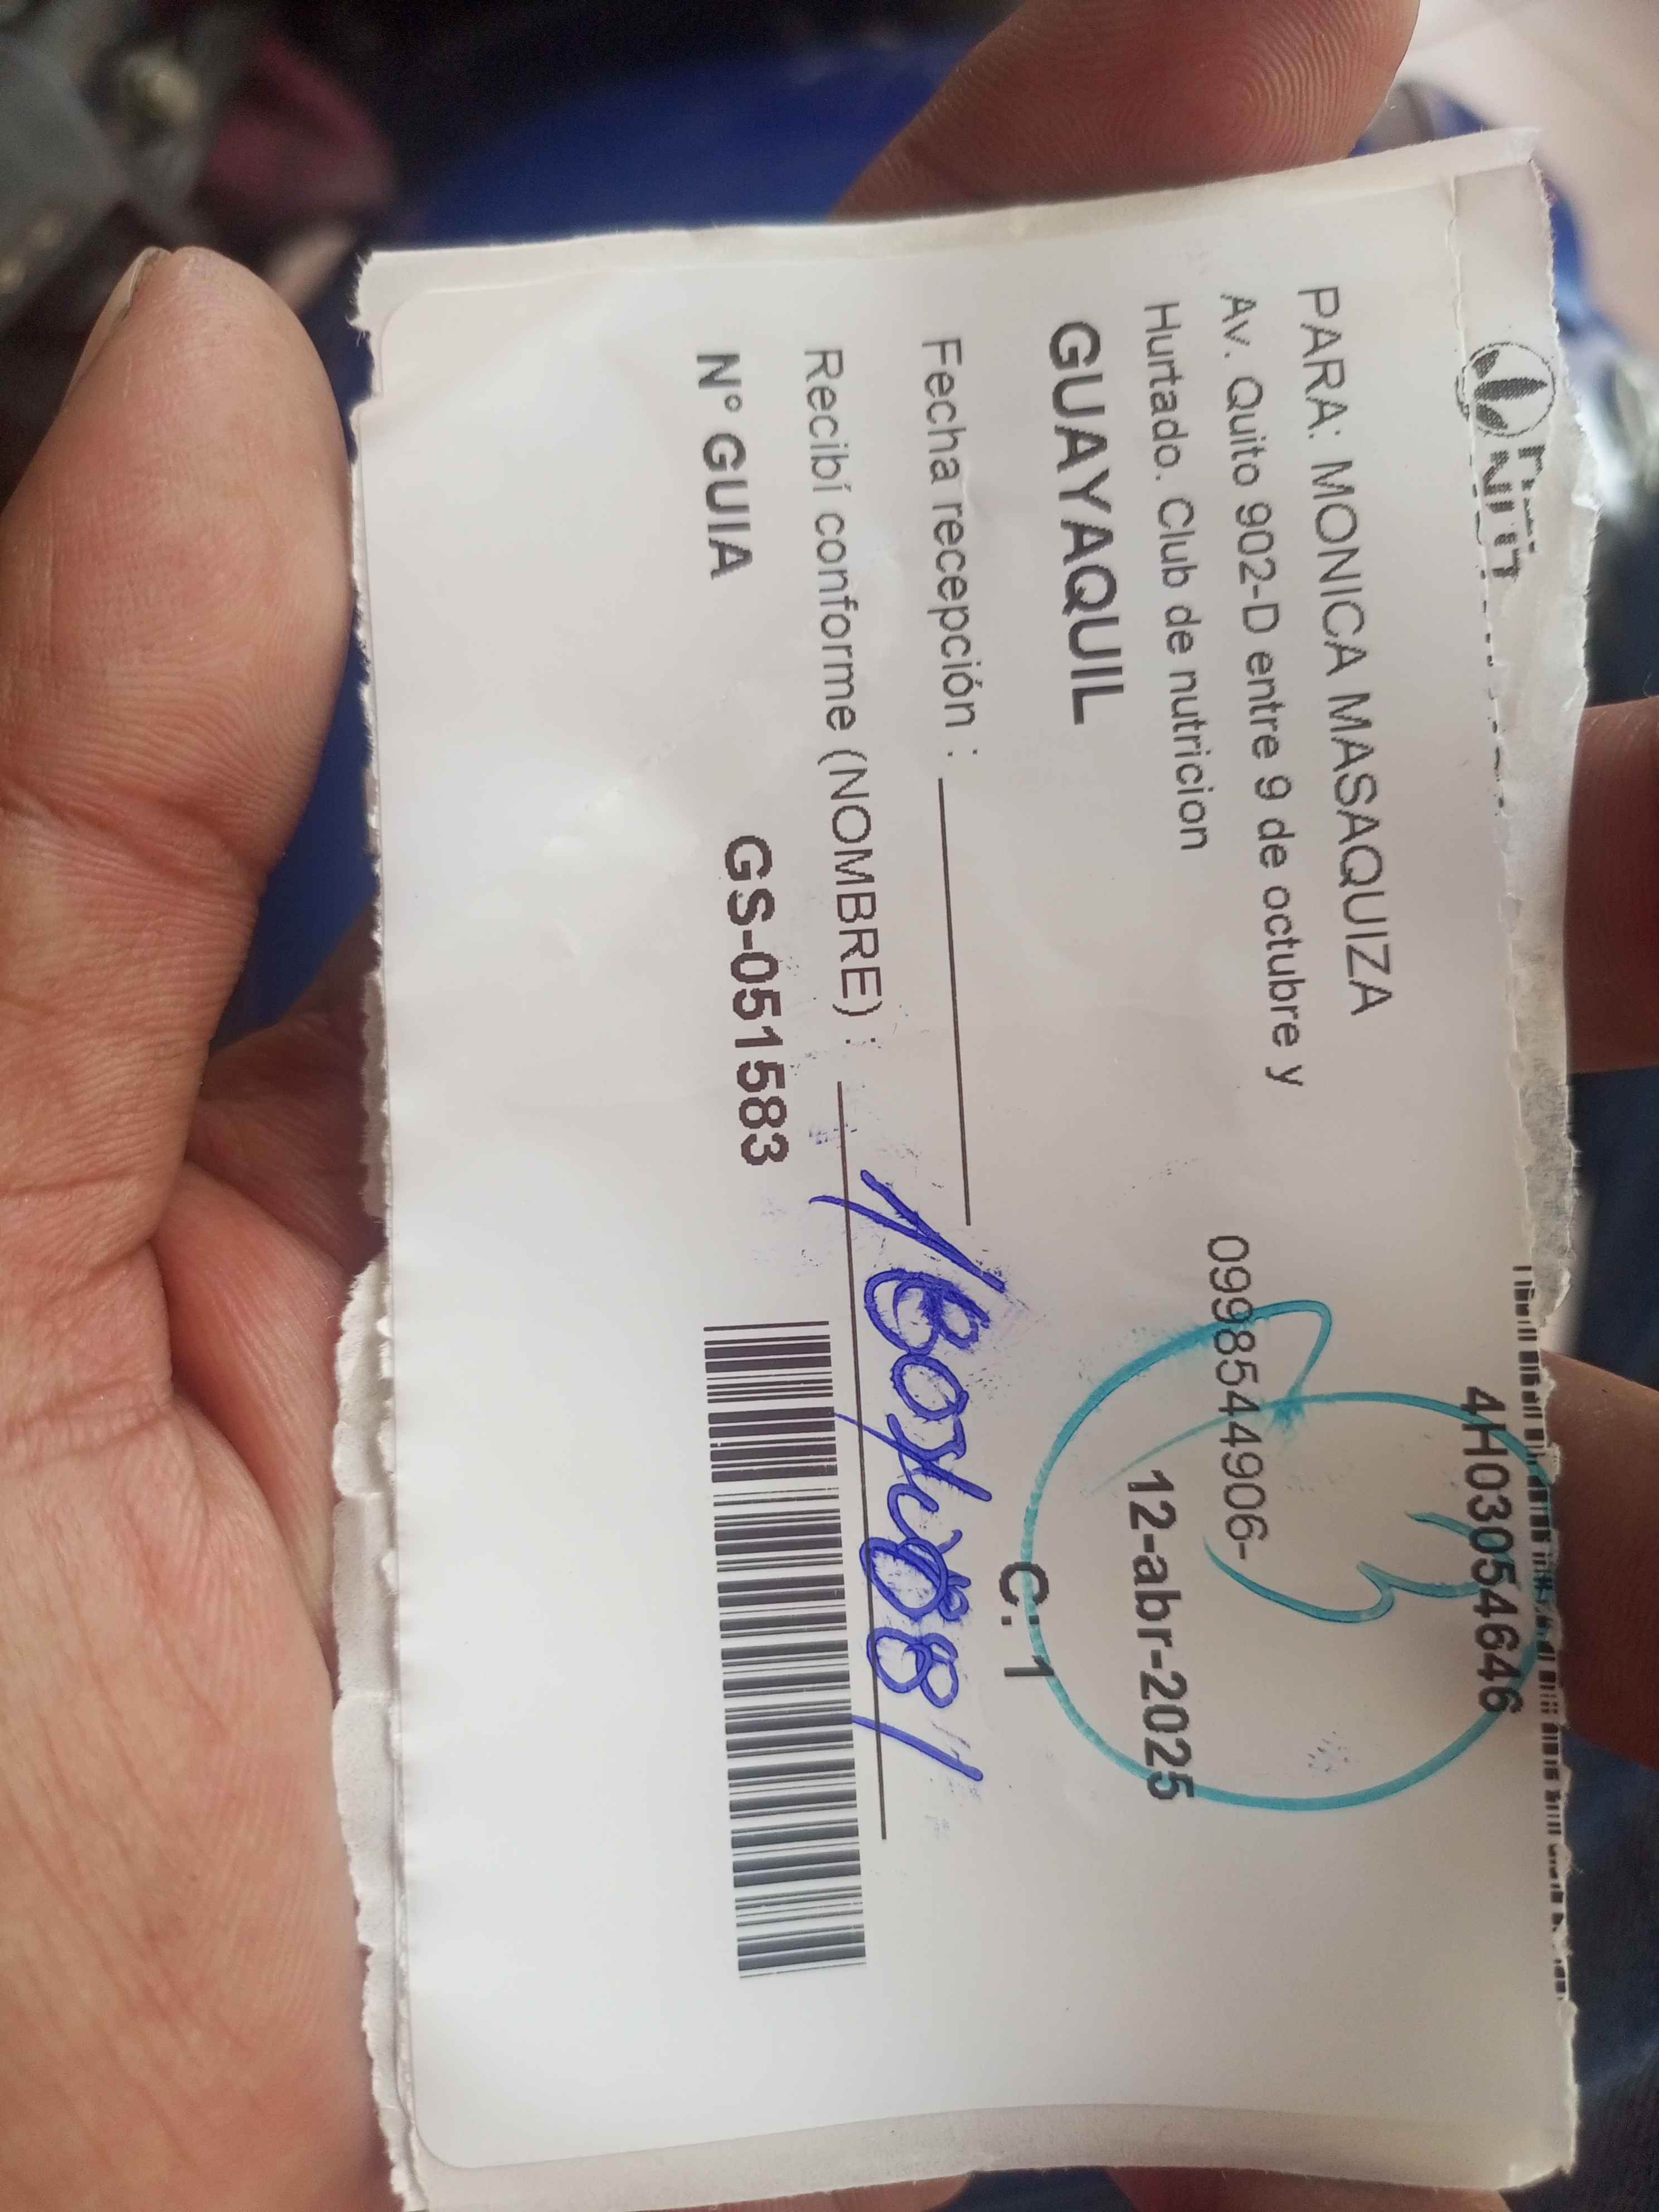 4H03054646
PARA: MONICA MASAQUIZA
Av. Quito 902-D entre 9 de octubre y
0998544906-
Hurtado. Club de nutricion
12-abr-2025
GUAYAQUIL
C: 1
Fecha recepción :
Recibí conforme (NOMBRE) :
N° GUIA GS-051583